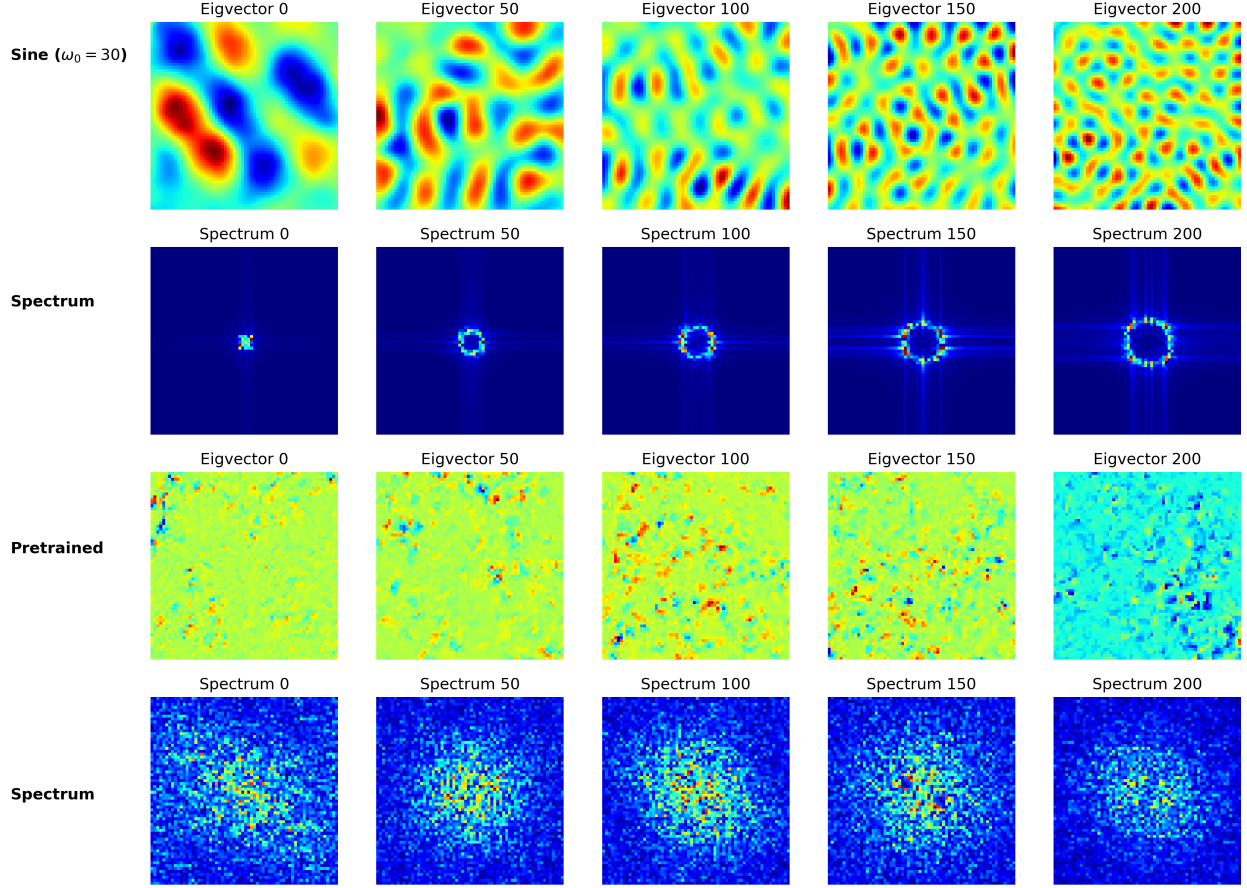 Eigvector 0 Eigvector 50 Eigvector 100 Eigvector 150 Eigvector 200
Sine (ω₀ = 30)
Spectrum 0 Spectrum 50 Spectrum 100 Spectrum 150 Spectrum 200
Spectrum
Eigvector 0 Eigvector 50 Eigvector 100 Eigvector 150 Eigvector 200
Pretrained
Spectrum 0 Spectrum 50 Spectrum 100 Spectrum 150 Spectrum 200
Spectrum